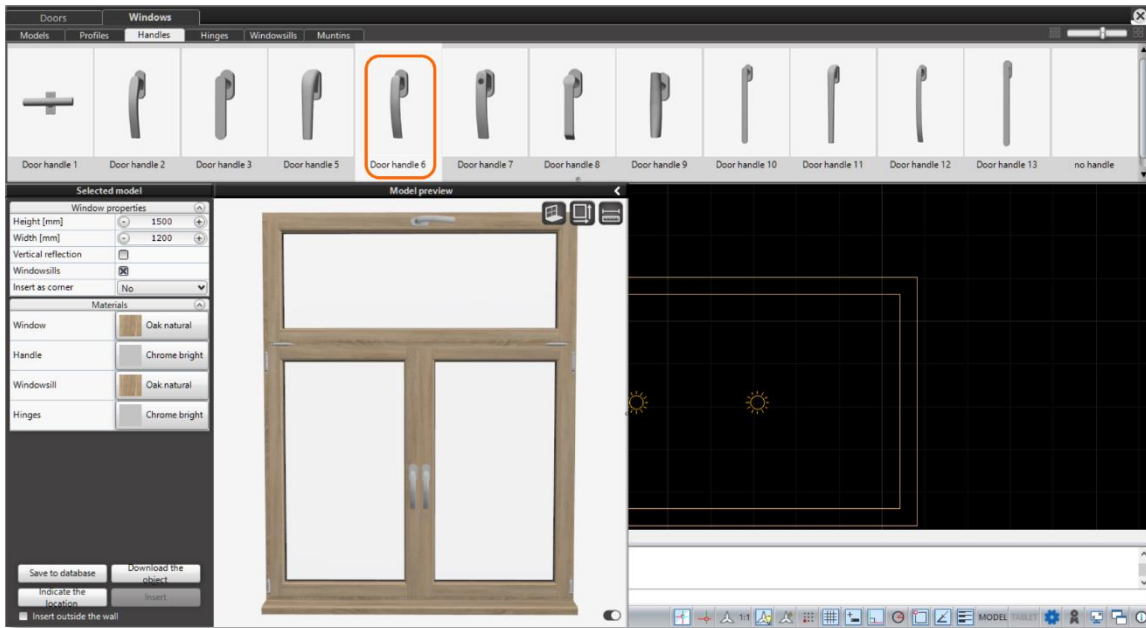 Doors Windows
Models Profiles Handles Hinges Windowsills Muntins
Door handle 1 Door handle 2 Door handle 3 Door handle 5 Door handle 6 Door handle 7 Door handle 8 Door handle 9 Door handle 10 Door handle 11 Door handle 12 Door handle 13 no handle
Selected model Model preview
Window properties
Height [mm] 1500
Width [mm] 1200
Vertical reflection
Windowsills
Insert as corner No
Materials
Window Oak natural
Handle Chrome bright
Windowsill Oak natural
Hinges Chrome bright
Save to database Download the object
Indicate the location Insert
Insert outside the wall
1:1 MODEL TABLET